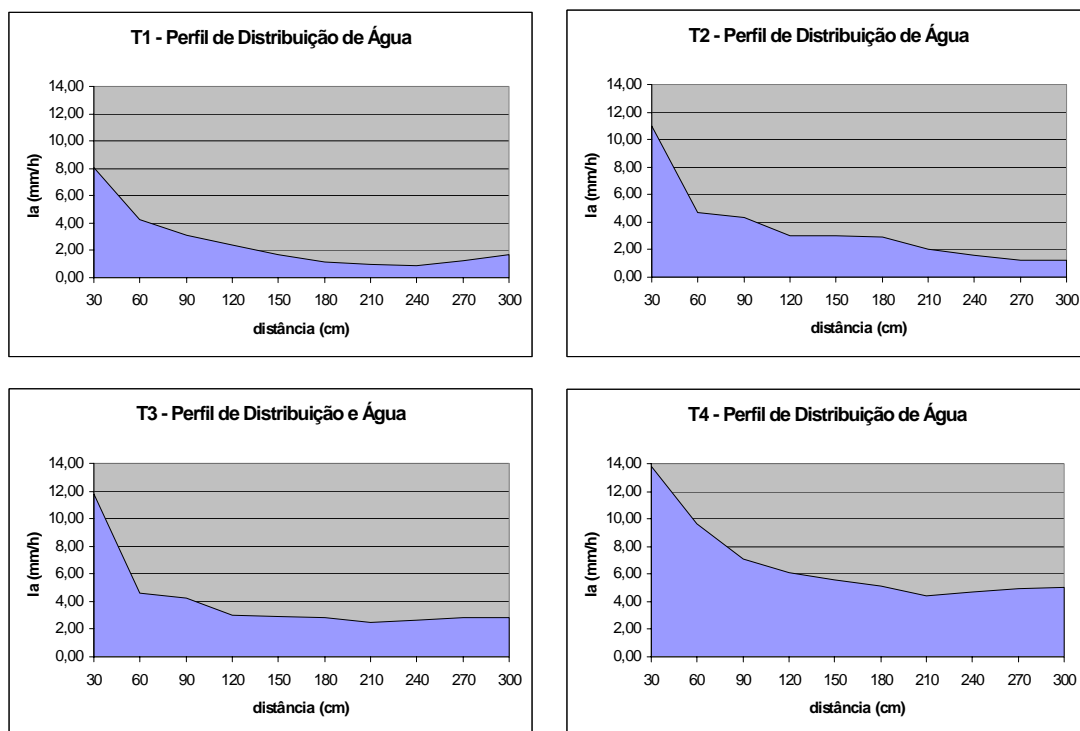 T1 - Perfil de Distribuição de Água
14,00
12,00
10,00
8,00
6,00
4,00
2,00
0,00
Ia (mm/h)
30 60 90 120 150 180 210 240 270 300
distância (cm)
T2 - Perfil de Distribuição de Água
14,00
12,00
10,00
8,00
6,00
4,00
2,00
0,00
Ia (mm/h)
30 60 90 120 150 180 210 240 270 300
distância (cm)
T3 - Perfil de Distribuição e Água
14,00
12,00
10,00
8,00
6,00
4,00
2,00
0,00
Ia (mm/h)
30 60 90 120 150 180 210 240 270 300
distância (cm)
T4 - Perfil de Distribuição de Água
14,00
12,00
10,00
8,00
6,00
4,00
2,00
0,00
Ia (mm/h)
30 60 90 120 150 180 210 240 270 300
distância (cm)